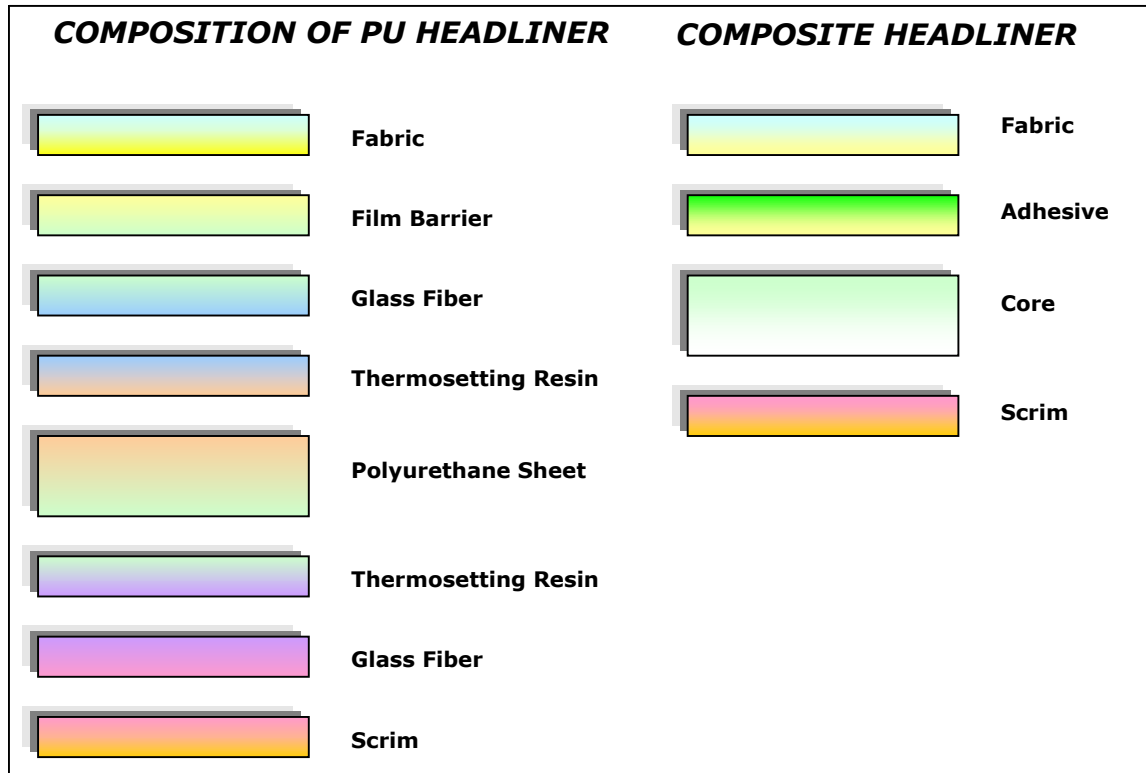 COMPOSITION OF PU HEADLINER
Fabric
Film Barrier
Glass Fiber
Thermosetting Resin
Polyurethane Sheet
Thermosetting Resin
Glass Fiber
Scrim
COMPOSITE HEADLINER
Fabric
Adhesive
Core
Scrim